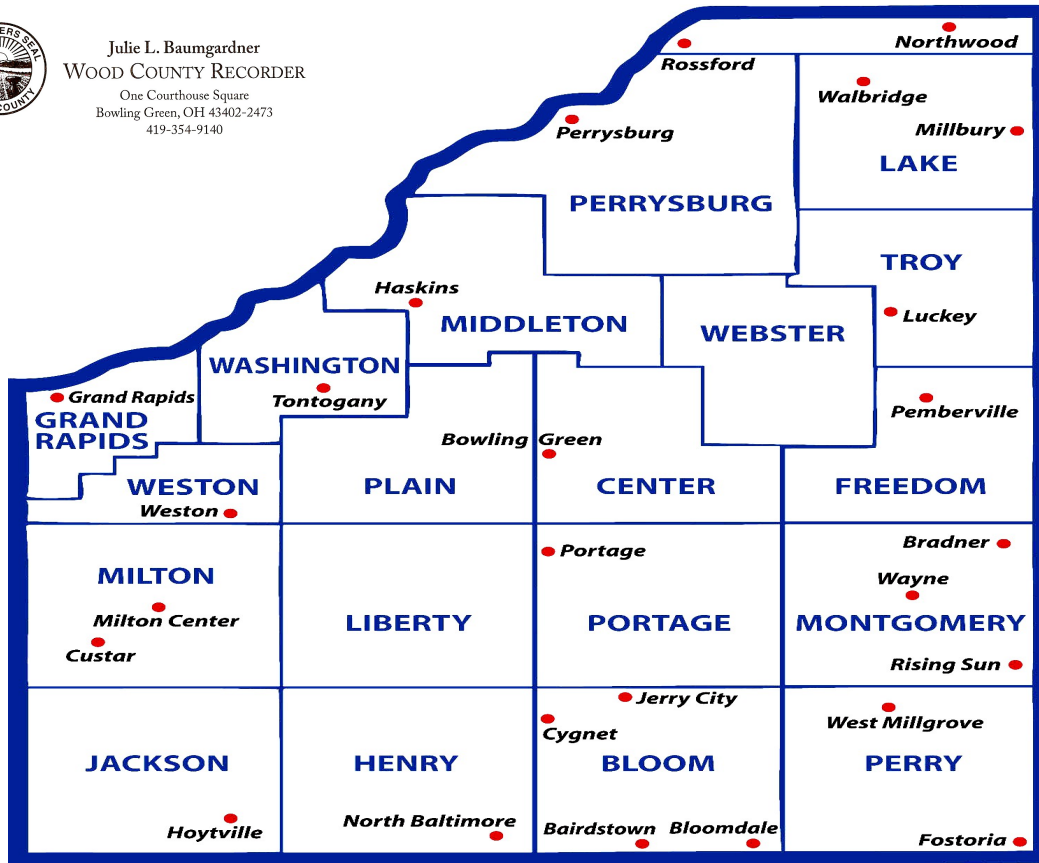 ERS SEAL
COUNTY
Julie L. Baumgardner
WOOD COUNTY RECORDER
One Courthouse Square
Bowling Green, OH 43402-2473
419-354-9140
Northwood
Rossford
Walbridge
Perrysburg
Millbury
LAKE
PERRYSBURG
TROY
Haskins
Luckey
MIDDLETON
WEBSTER
WASHINGTON
Grand Rapids
Tontogany
Pemberville
GRAND
RAPIDS
Bowling Green
WESTON
PLAIN
CENTER
FREEDOM
Weston
Bradner
Portage
MILTON
Wayne
Milton Center
LIBERTY
PORTAGE
MONTGOMERY
Custar
Rising Sun
Jerry City
Cygnet
West Millgrove
JACKSON
HENRY
BLOOM
PERRY
Hoytville
North Baltimore
Bairdstown
Bloomdale
Fostoria